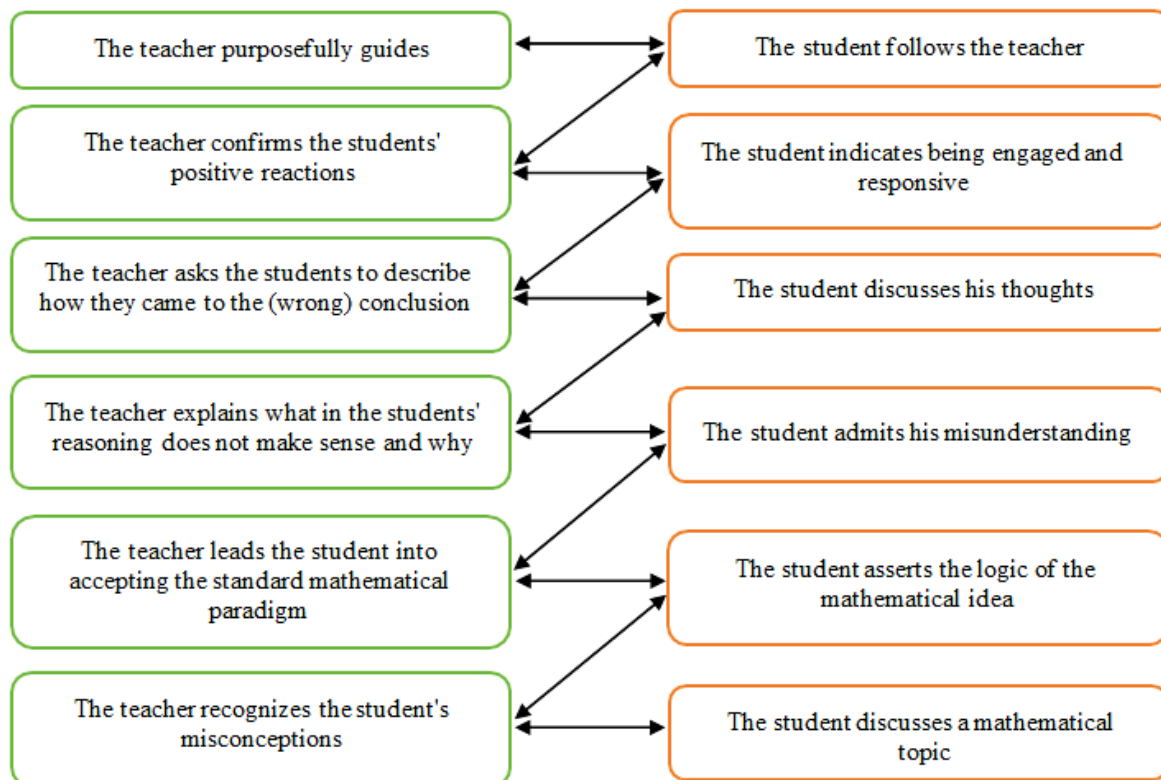 The teacher purposefully guides
The student follows the teacher
The teacher confirms the students'
positive reactions
The student indicates being engaged and
responsive
The teacher asks the students to describe
how they came to the (wrong) conclusion
The student discusses his thoughts
The teacher explains what in the students'
reasoning does not make sense and why
The student admits his misunderstanding
The teacher leads the student into
accepting the standard mathematical
paradigm
The student asserts the logic of the
mathematical idea
The teacher recognizes the student's
misconceptions
The student discusses a mathematical
topic